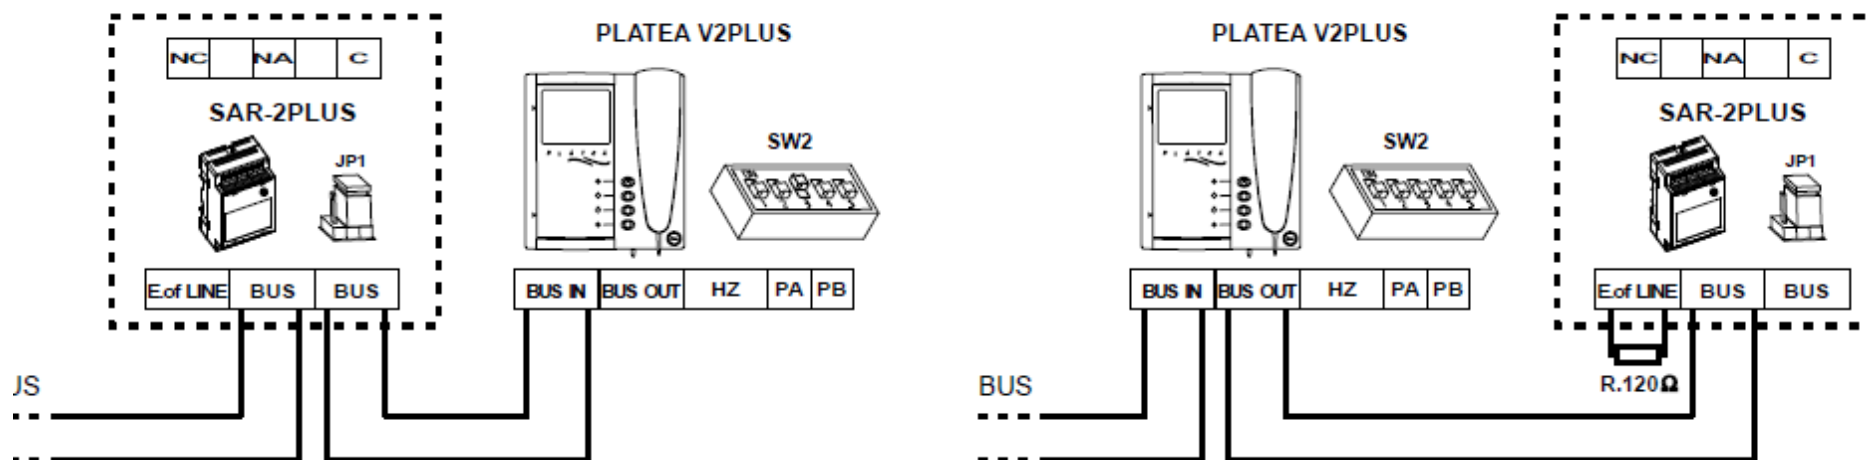 PLATEA V2PLUS
NC NA C
SAR-2PLUS
JP1
SW2
E.of LINE BUS BUS
BUS IN BUS OUT HZ PA PB
US
PLATEA V2PLUS
NC NA C
SAR-2PLUS
JP1
SW2
BUS IN BUS OUT HZ PA PB
E.of LINE BUS BUS
R.120Ω
BUS